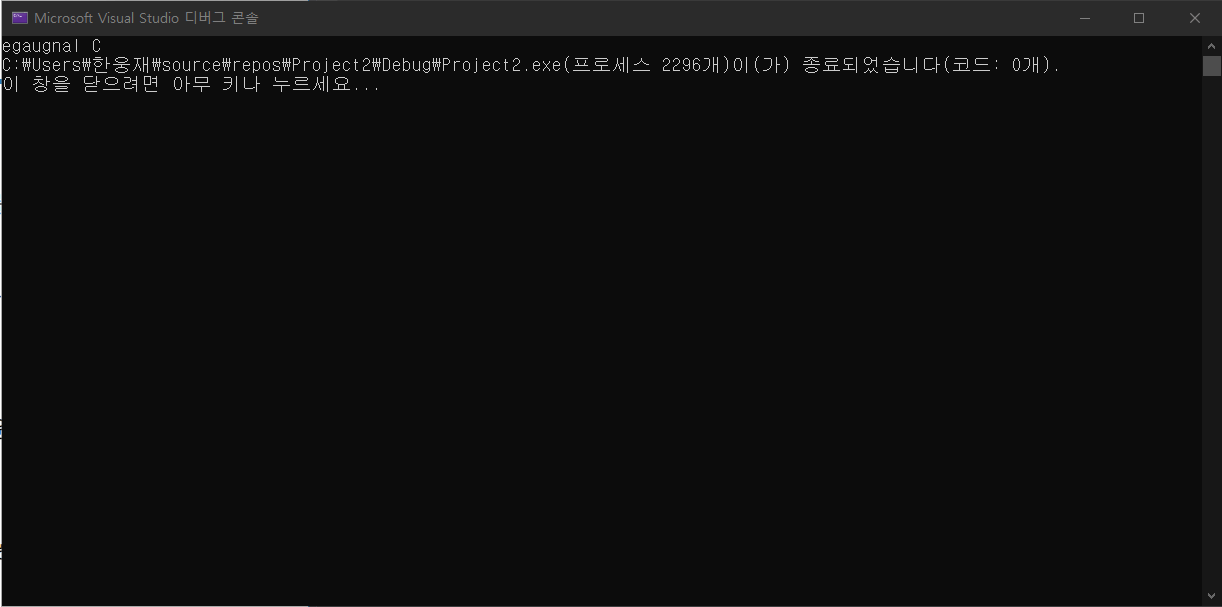 Microsoft Visual Studio 디버그 콘솔
egaugnal C
C:₩Users₩한웅재₩source₩repos₩Project2₩Debug₩Project2.exe(프로세스 2296개)이(가) 종료되었습니다(코드: 0개).
이 창을 닫으려면 아무 키나 누르세요...